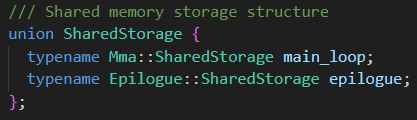 /// Shared memory storage structure
union SharedStorage {
  typename Mma::SharedStorage main_loop;
  typename Epilogue::SharedStorage epilogue;
};